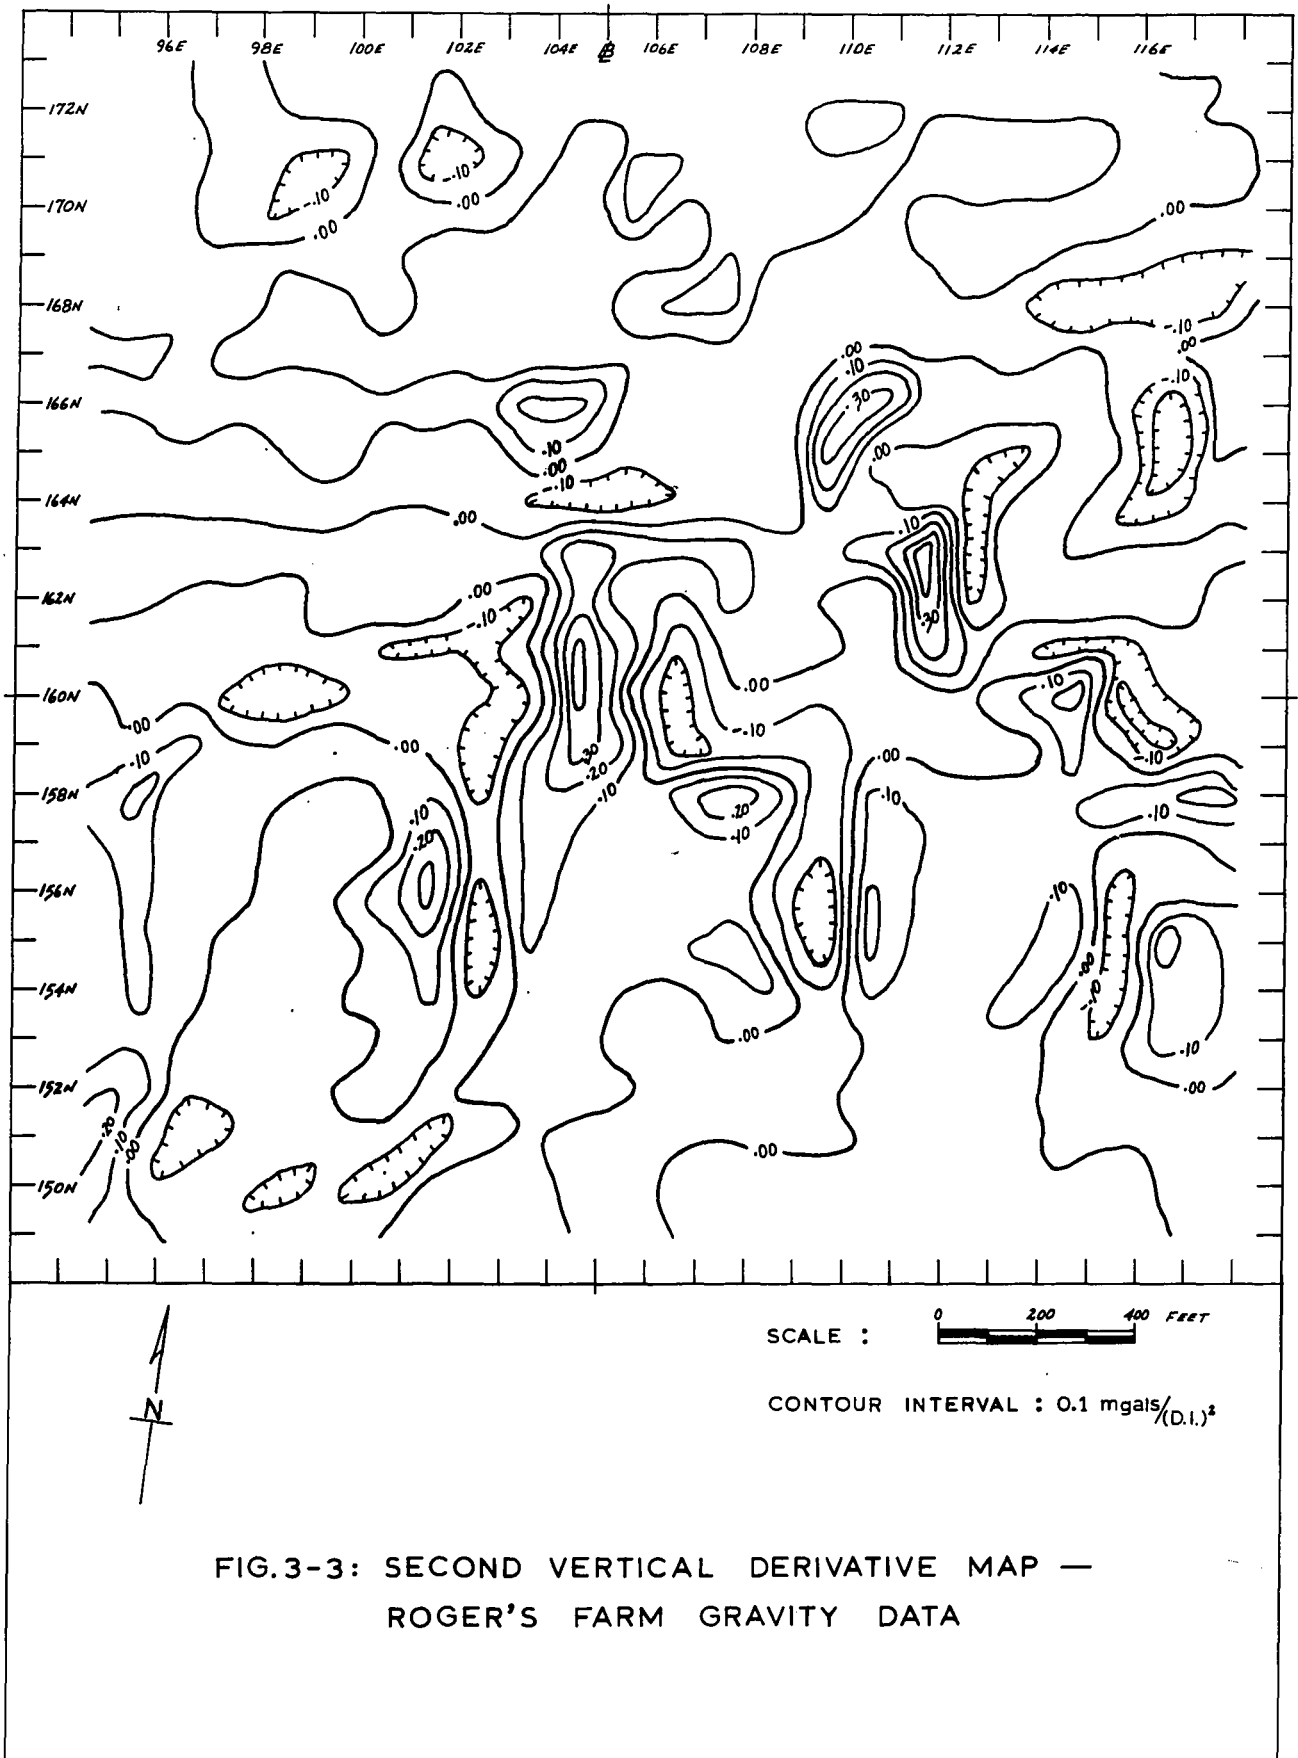 96E 98E 100E 102E 104E 106E 108E 110E 112E 114E 116E
172N
-.10
-.10
170N
.00
.00
.00
168N
-.10
.00
.00
.10
-.10
.30
166N
.10
.00
.00
-.10
164N
.00
.10
162N
.00
-.10
.30
160N
.00
.10
.00
-.10
.00
.00
-.10
.10
.30
.20
158N
.10
.10
.10
.20
.10
.20
.10
156N
.10
.00
154N
-.10
.00
.10
152N
.00
.20
.10
.00
.00
150N
0 200 400 FEET
SCALE :
N
CONTOUR INTERVAL : 0.1 mgals/(D.I.)²
FIG.3-3: SECOND VERTICAL DERIVATIVE MAP —
ROGER'S FARM GRAVITY DATA